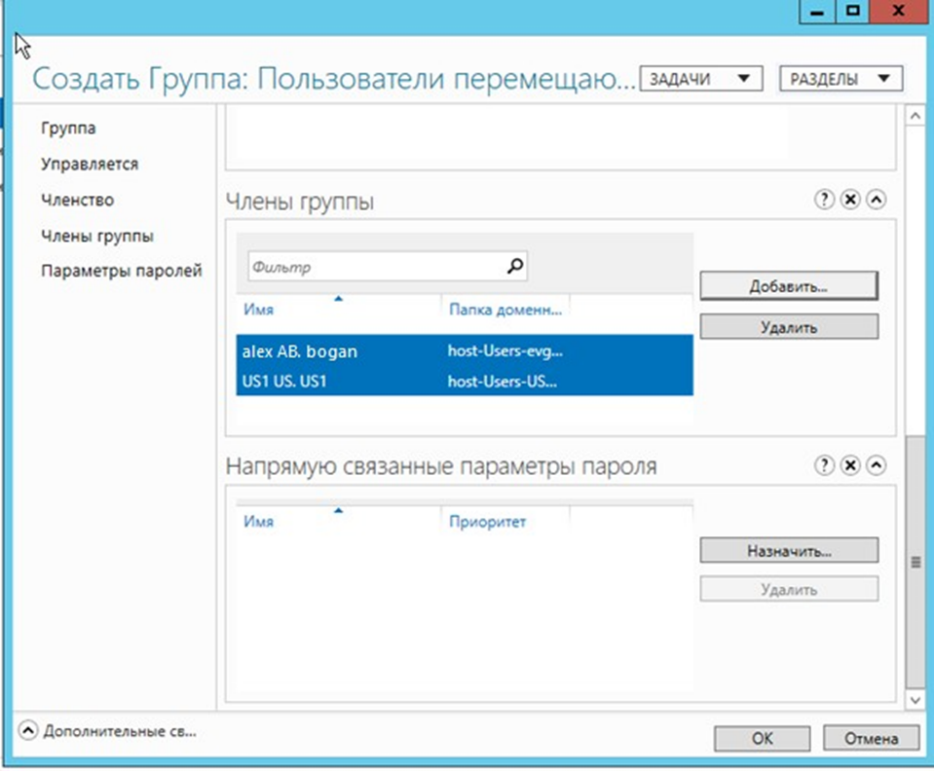 Создать Группа: Пользователи перемещаю... ЗАДАЧИ РАЗДЕЛЫ
Группа
Управляется
Членство
Члены группы
Параметры паролей
Члены группы
Фильтр
Добавить...
Удалить
Имя Папка доменн...
alex AB. bogan host-Users-evg...
US1 US. US1 host-Users-US...
Напрямую связанные параметры пароля
Имя Приоритет
Назначить...
Удалить
Дополнительные св...
ОК Отмена